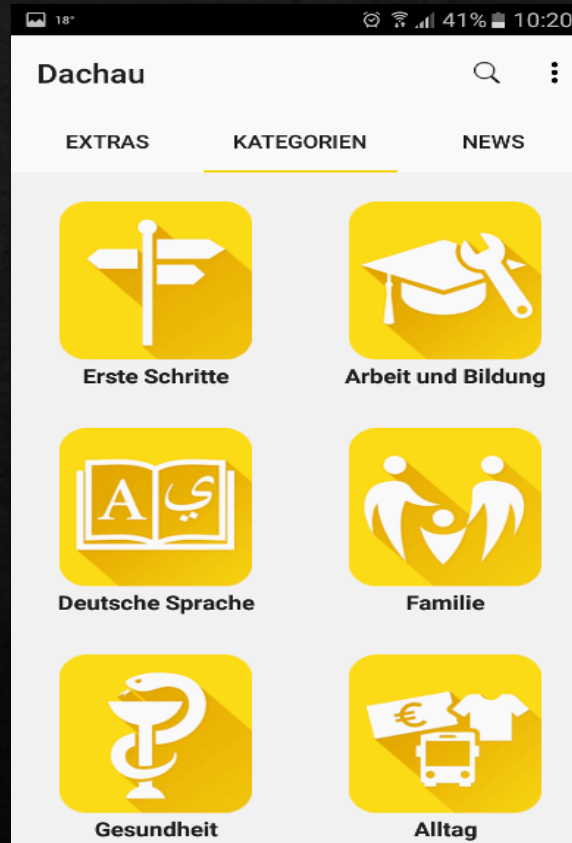 18° 41% 10:20
Dachau
EXTRAS KATEGORIEN NEWS
Erste Schritte Arbeit und Bildung
A ي
Deutsche Sprache Familie
€
Gesundheit Alltag